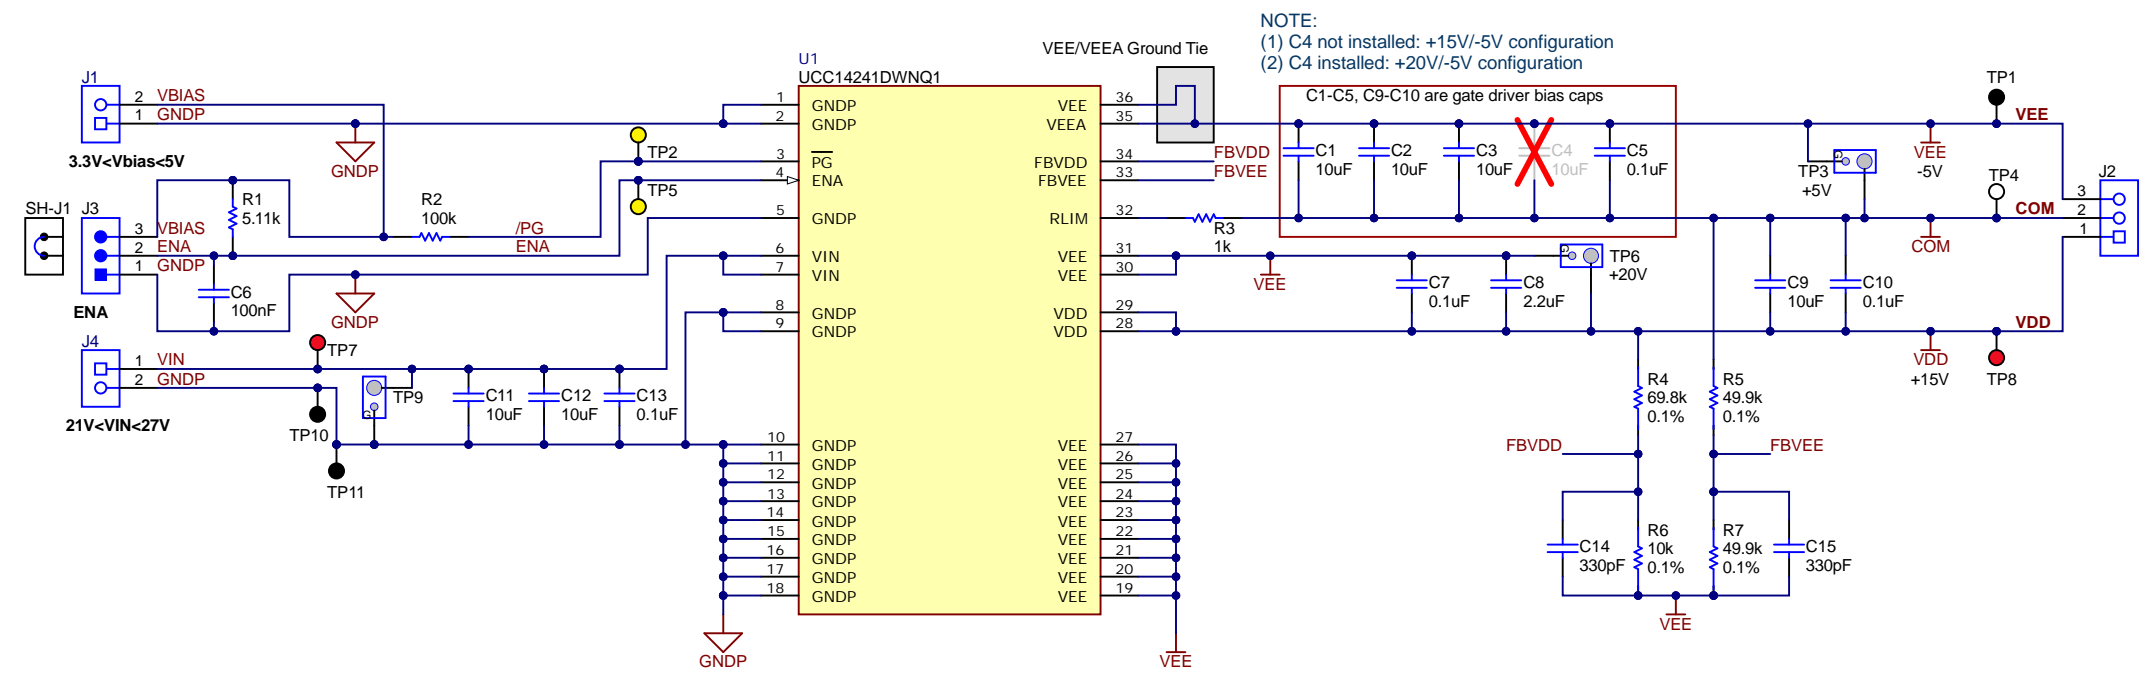 NOTE:
(1) C4 not installed: +15V/-5V configuration
(2) C4 installed: +20V/-5V configuration
VEE/VEEA Ground Tie
U1
UCC14241DWNQ1
C1-C5, C9-C10 are gate driver bias caps
J1
2 VBIAS
1 GNDP
3.3V<Vbias<5V
GNDP
TP2
TP5
SH-J1
J3
3 VBIAS
2 ENA
1 GNDP
ENA
R1
5.11k
R2
100k
/PG
ENA
C6
100nF
GNDP
J4
1 VIN
2 GNDP
21V<VIN<27V
TP7
TP10
TP11
G
TP9
C11
10uF
C12
10uF
C13
0.1uF
1 GNDP
2 GNDP
3 PG
4 ENA
5 GNDP
6 VIN
7 VIN
8 GNDP
9 GNDP
10 GNDP
11 GNDP
12 GNDP
13 GNDP
14 GNDP
15 GNDP
16 GNDP
17 GNDP
18 GNDP
GNDP
VEE 36
VEEA 35
FBVDD 34
FBVEE 33
RLIM 32
VEE 31
VEE 30
VDD 29
VDD 28
VEE 27
VEE 26
VEE 25
VEE 24
VEE 23
VEE 22
VEE 21
VEE 20
VEE 19
VEE
FBVDD
FBVEE
R3
1k
C1
10uF
C2
10uF
C3
10uF
C4
10uF
C5
0.1uF
VEE
C7
0.1uF
C8
2.2uF
G
TP6
+20V
G
TP3
+5V
TP1
VEE
VEE
-5V
TP4
COM
COM
J2
3
2
1
C9
10uF
C10
0.1uF
VDD
VDD
+15V
TP8
R4
69.8k
0.1%
R5
49.9k
0.1%
FBVDD
FBVEE
C14
330pF
R6
10k
0.1%
R7
49.9k
0.1%
C15
330pF
VEE